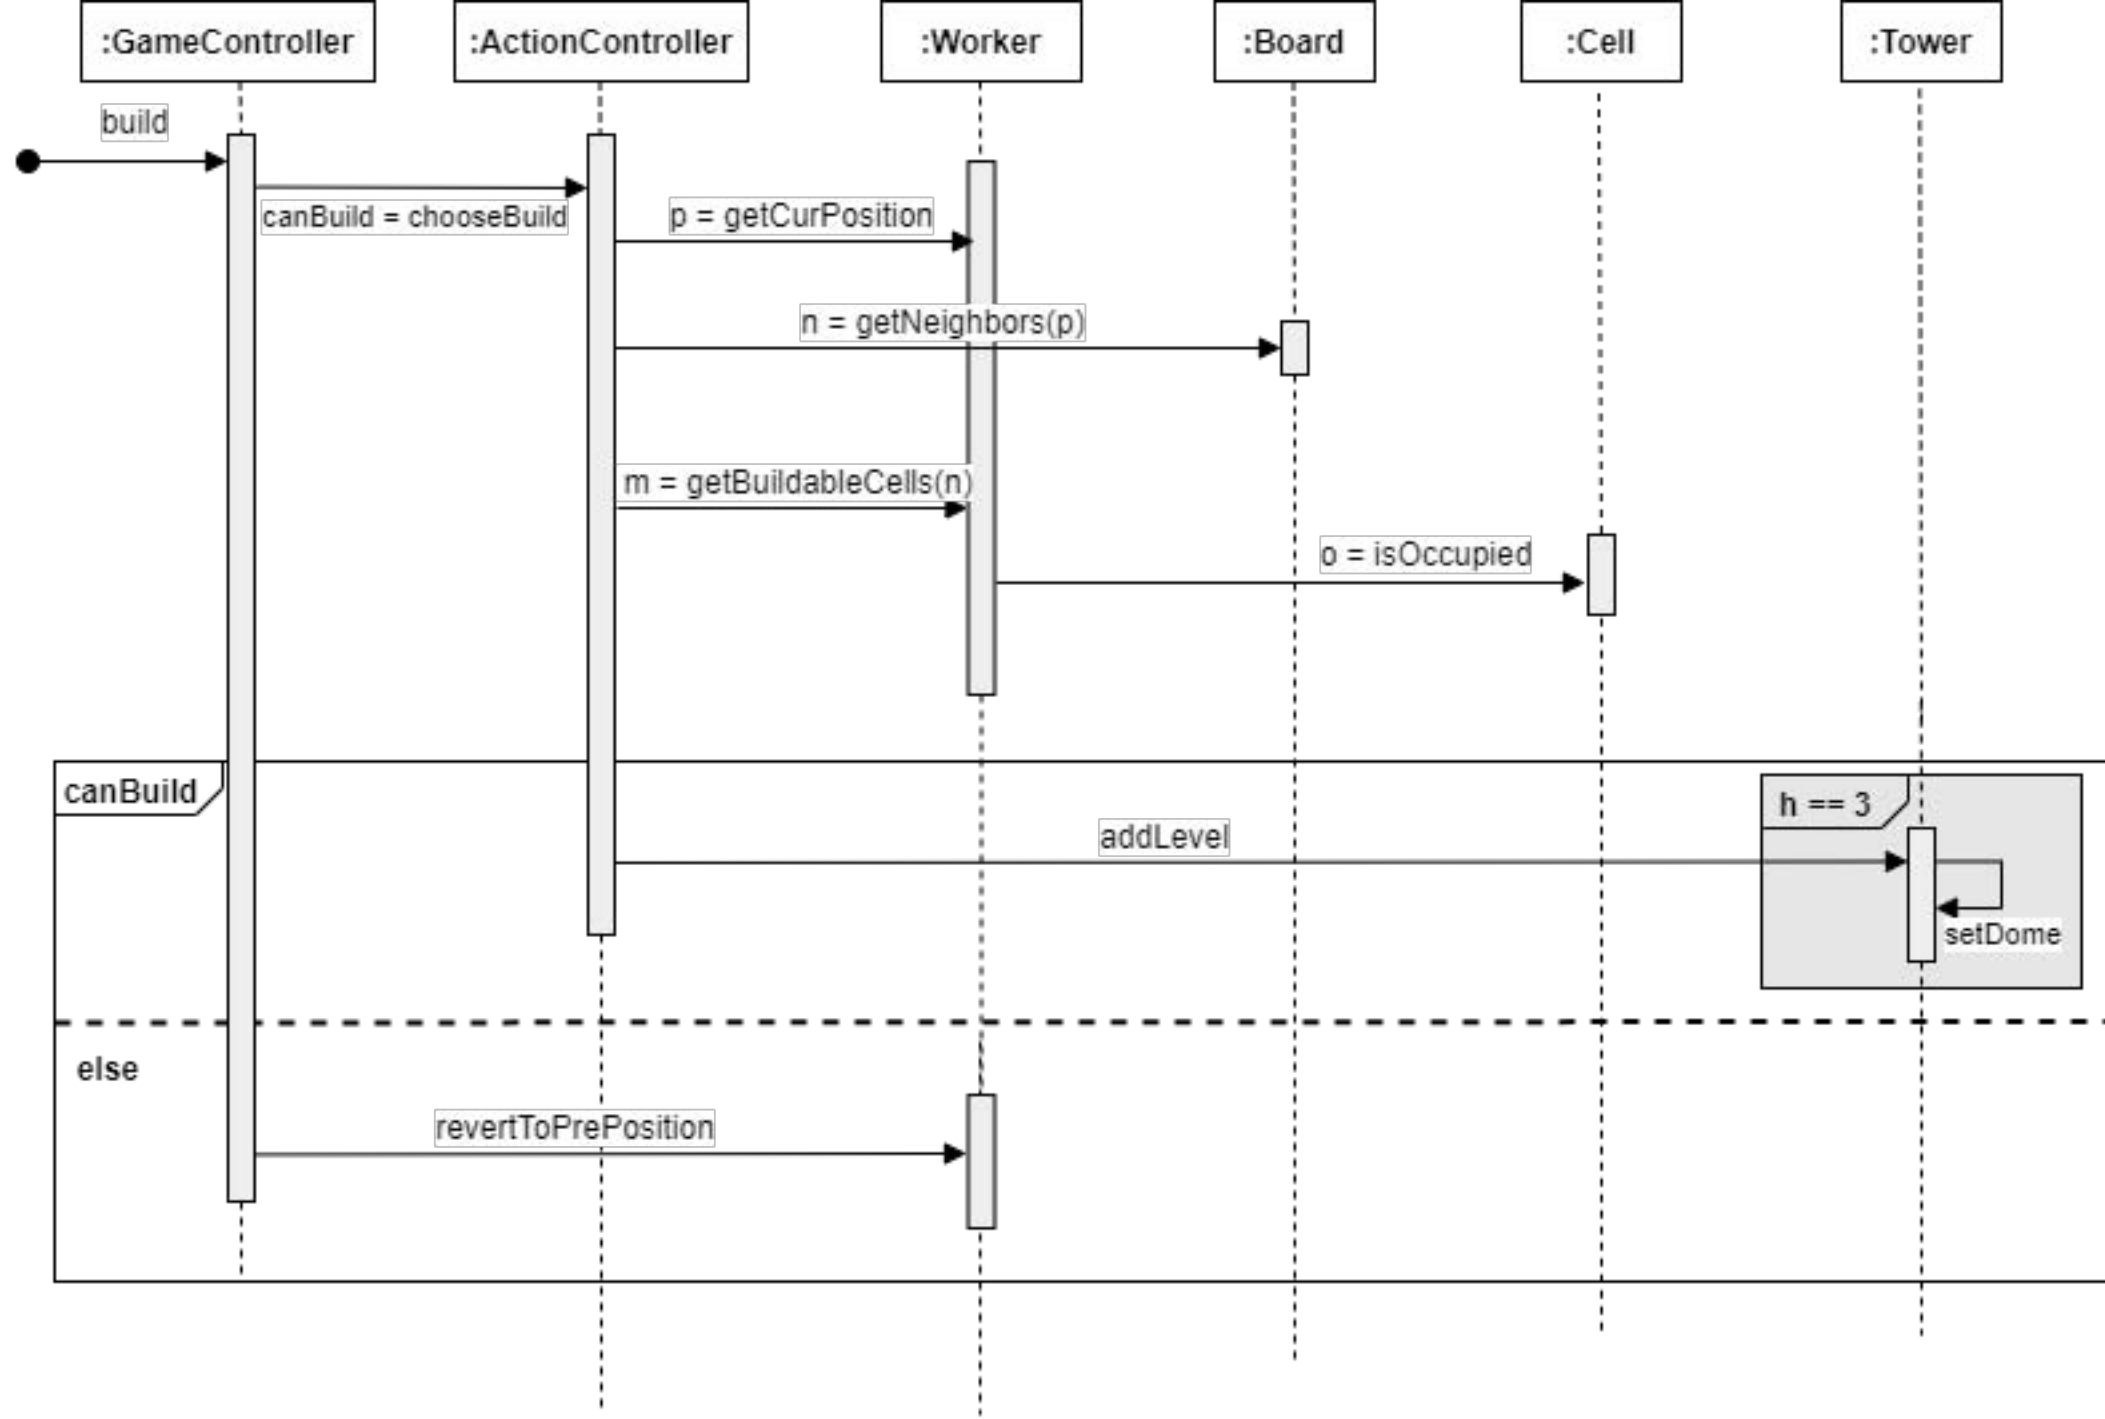 :GameController
:ActionController
:Worker
:Board
:Cell
:Tower
build
canBuild = chooseBuild
p = getCurPosition
n = getNeighbors(p)
m = getBuildableCells(n)
o = isOccupied
canBuild
h == 3
addLevel
setDome
else
revertToPrePosition